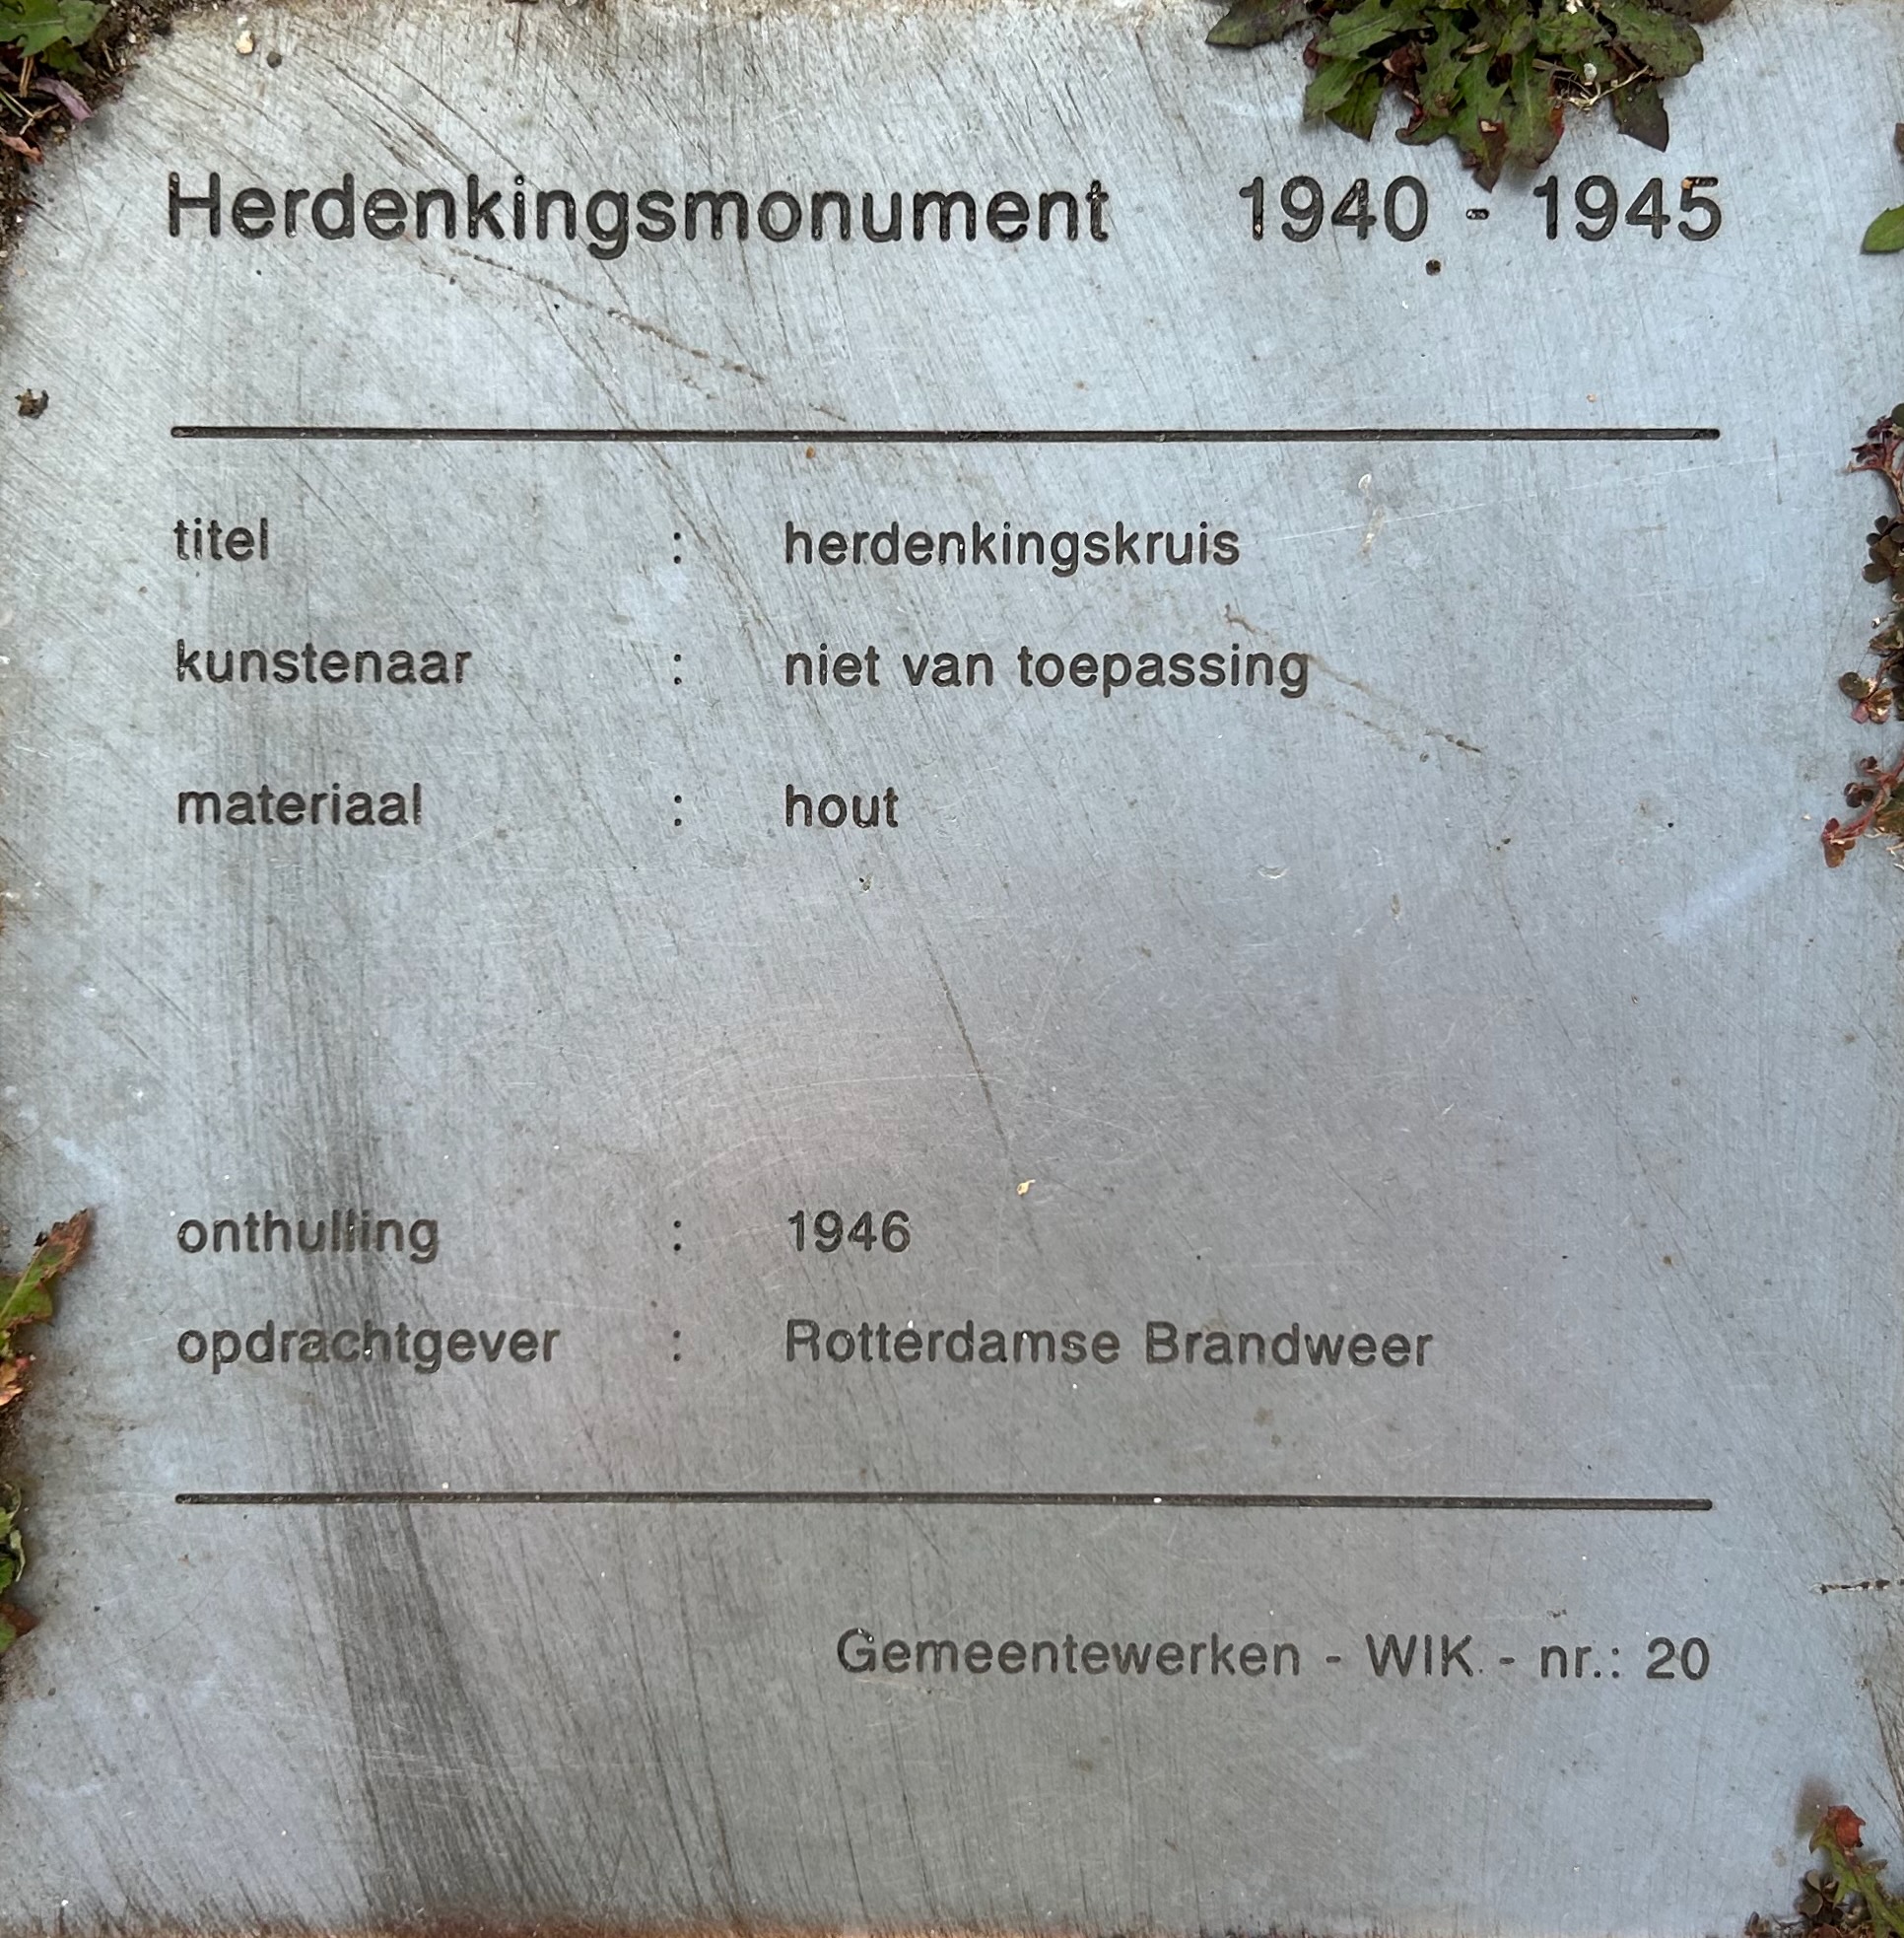 Herdenkingsmonument 1940 - 1945
titel : herdenkingskruis
kunstenaar : niet van toepassing
materiaal : hout
onthulling : 1946
opdrachtgever : Rotterdamse Brandweer
Gemeentewerken - WIK - nr.: 20